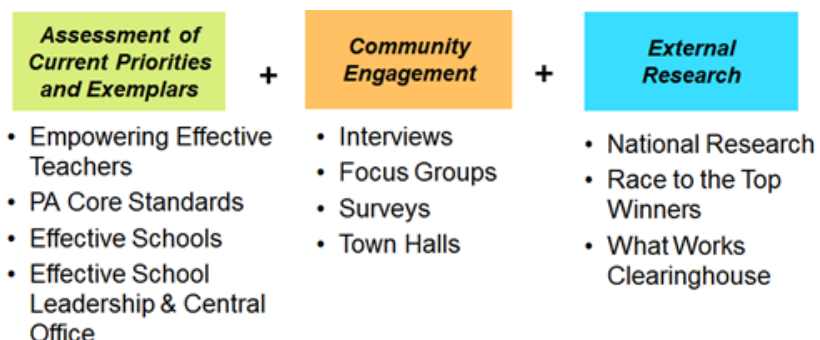 Assessment of
Current Priorities
and Exemplars
+
Community
Engagement
+
External
Research
• Empowering Effective
Teachers
• PA Core Standards
• Effective Schools
• Effective School
Leadership & Central
Office
• Interviews
• Focus Groups
• Surveys
• Town Halls
• National Research
• Race to the Top
Winners
• What Works
Clearinghouse